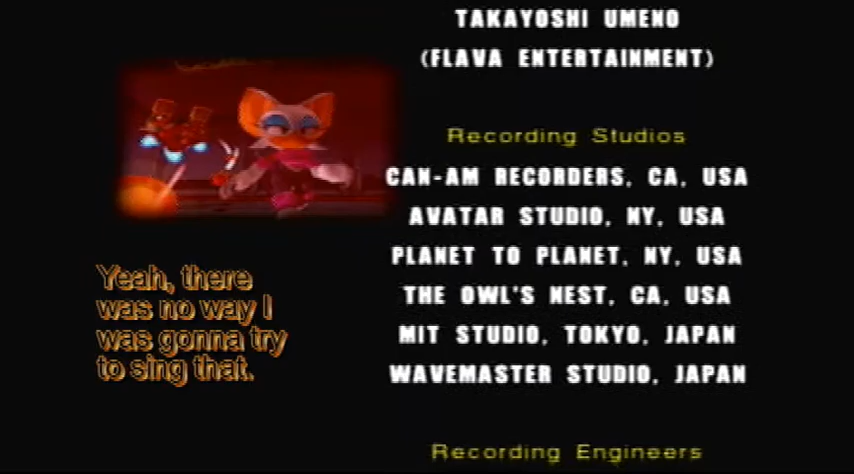 TAKAYOSHI UMENO
(FLAVA ENTERTAINMENT)
Recording Studios
CAN-AM RECORDERS, CA, USA
AVATAR STUDIO, NY, USA
PLANET TO PLANET, NY, USA
THE OWL'S NEST, CA, USA
MIT STUDIO, TOKYO, JAPAN
WAVEMASTER STUDIO, JAPAN
Recording Engineers
Yeah, there
was no way I
was gonna try
to sing that.